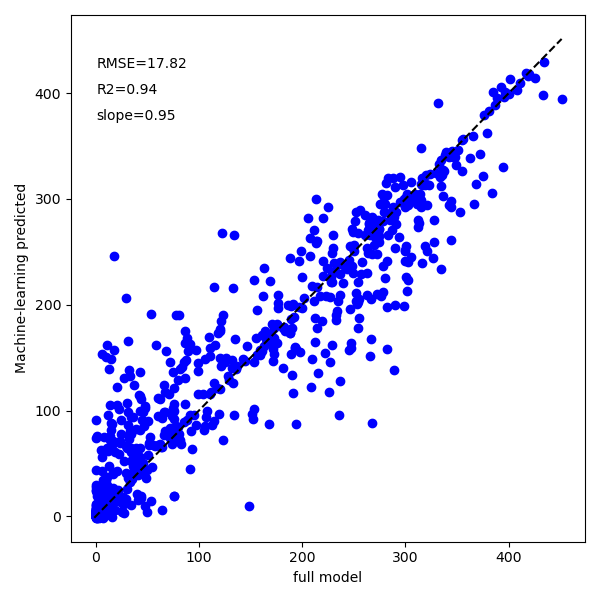 RMSE=17.82
R2=0.94
slope=0.95
Machine-learning predicted
400
300
200
100
0
0 100 200 300 400
full model